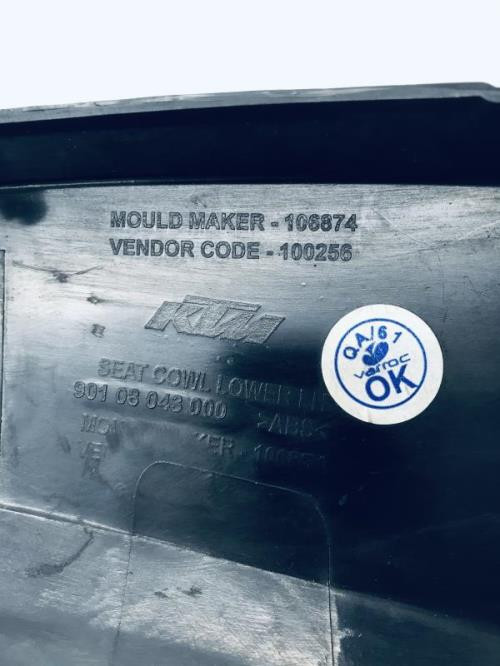 MOULD MAKER - 106874
VENDOR CODE - 100256
KTM
SEAT COWL LOWER
901 08 043 000 >ABS<
QA/61
varroc
OK